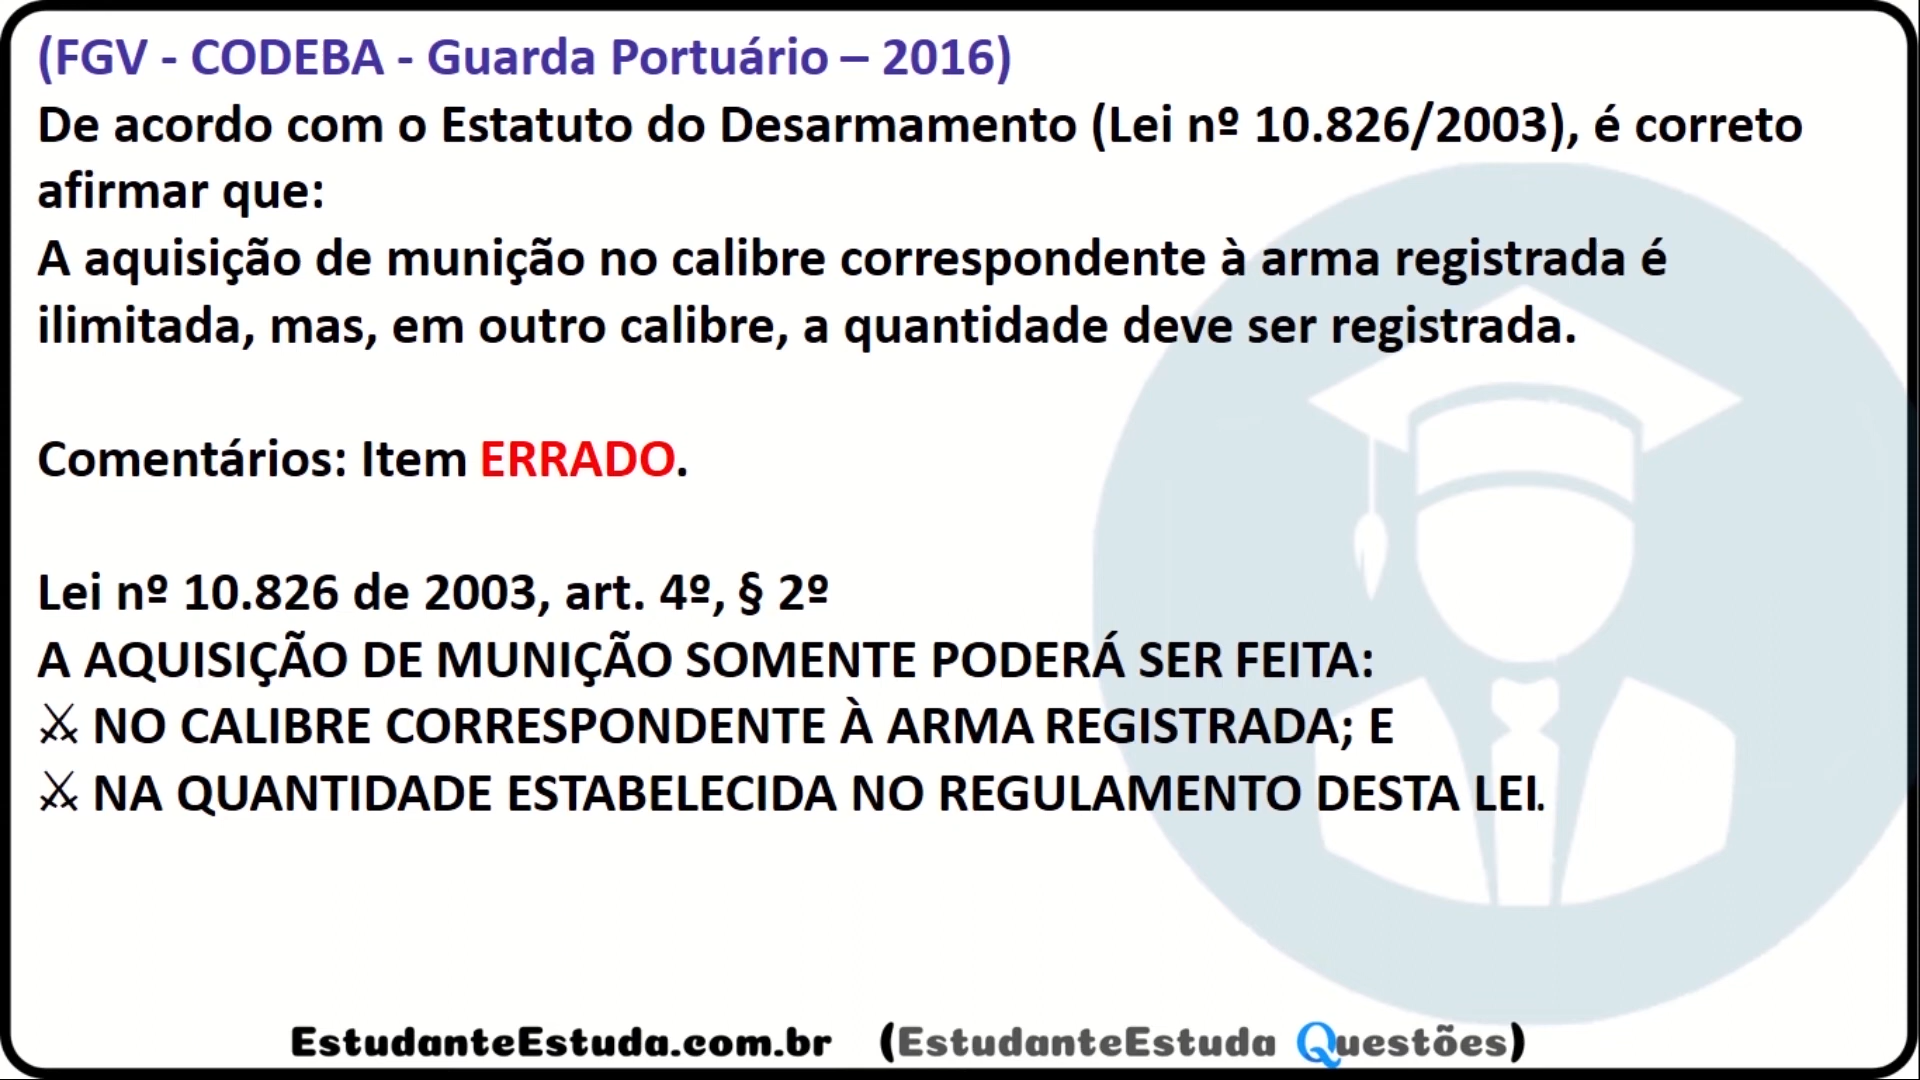 (FGV - CODEBA - Guarda Portuário – 2016)
De acordo com o Estatuto do Desarmamento (Lei nº 10.826/2003), é correto
afirmar que:
A aquisição de munição no calibre correspondente à arma registrada é
ilimitada, mas, em outro calibre, a quantidade deve ser registrada.
Comentários: Item ERRADO.
Lei nº 10.826 de 2003, art. 4º, § 2º
A AQUISIÇÃO DE MUNIÇÃO SOMENTE PODERÁ SER FEITA:
⚔ NO CALIBRE CORRESPONDENTE À ARMA REGISTRADA; E
⚔ NA QUANTIDADE ESTABELECIDA NO REGULAMENTO DESTA LEI.
EstudanteEstuda.com.br (EstudanteEstuda Questões)